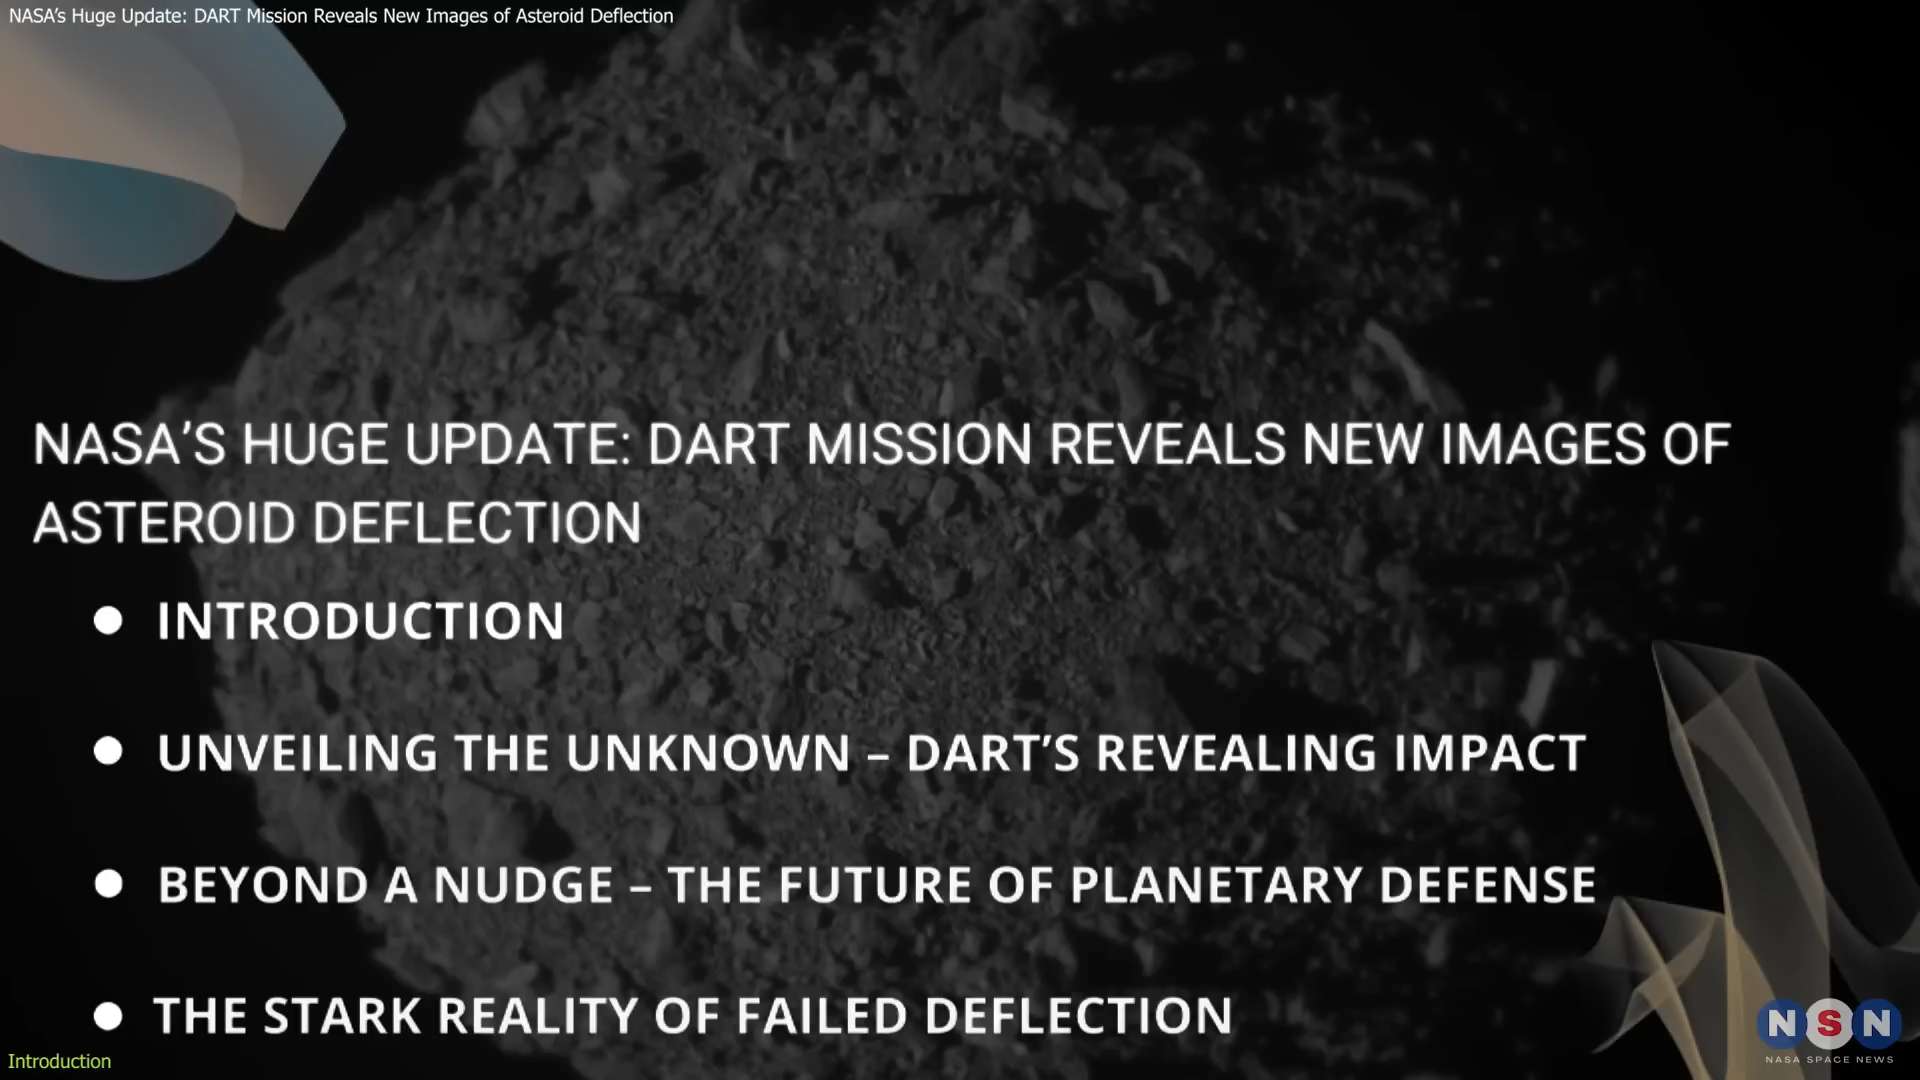 NASA’s Huge Update: DART Mission Reveals New Images of Asteroid Deflection
NASA’S HUGE UPDATE: DART MISSION REVEALS NEW IMAGES OF
ASTEROID DEFLECTION
● INTRODUCTION
● UNVEILING THE UNKNOWN – DART’S REVEALING IMPACT
● BEYOND A NUDGE – THE FUTURE OF PLANETARY DEFENSE
● THE STARK REALITY OF FAILED DEFLECTION
NSN
NASA SPACE NEWS
Introduction